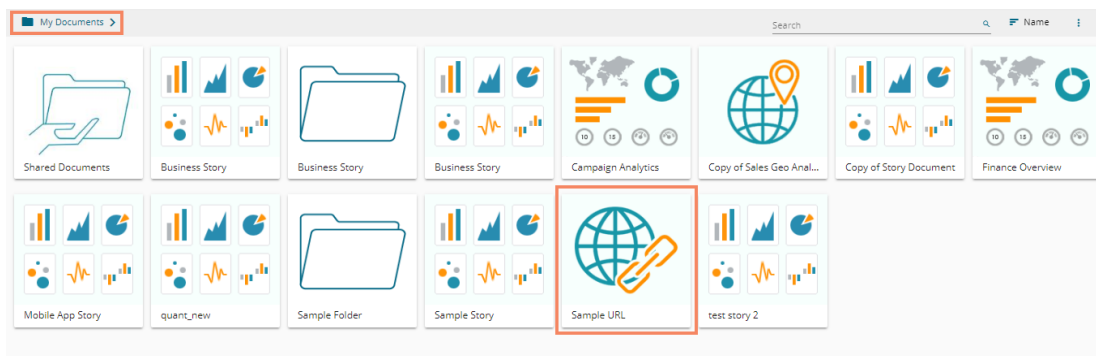 My Documents >
Search
Name
Shared Documents
Business Story
Business Story
Business Story
Campaign Analytics
Copy of Sales Geo Anal...
Copy of Story Document
Finance Overview
10 15
10 15
Mobile App Story
quant_new
Sample Folder
Sample Story
Sample URL
test story 2